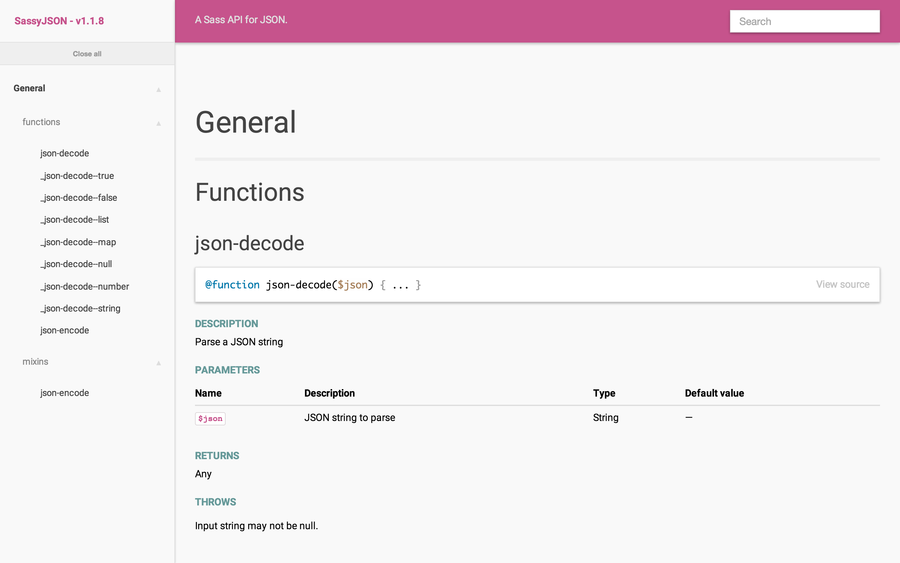 SassyJSON - v1.1.8
A Sass API for JSON.
Search
Close all
General
functions
json-decode
_json-decode--true
_json-decode--false
_json-decode--list
_json-decode--map
_json-decode--null
_json-decode--number
_json-decode--string
json-encode
mixins
json-encode
General
Functions
json-decode
@function json-decode($json) { ... }
View source
DESCRIPTION
Parse a JSON string
PARAMETERS
Name Description Type Default value
$json JSON string to parse String —
RETURNS
Any
THROWS
Input string may not be null.